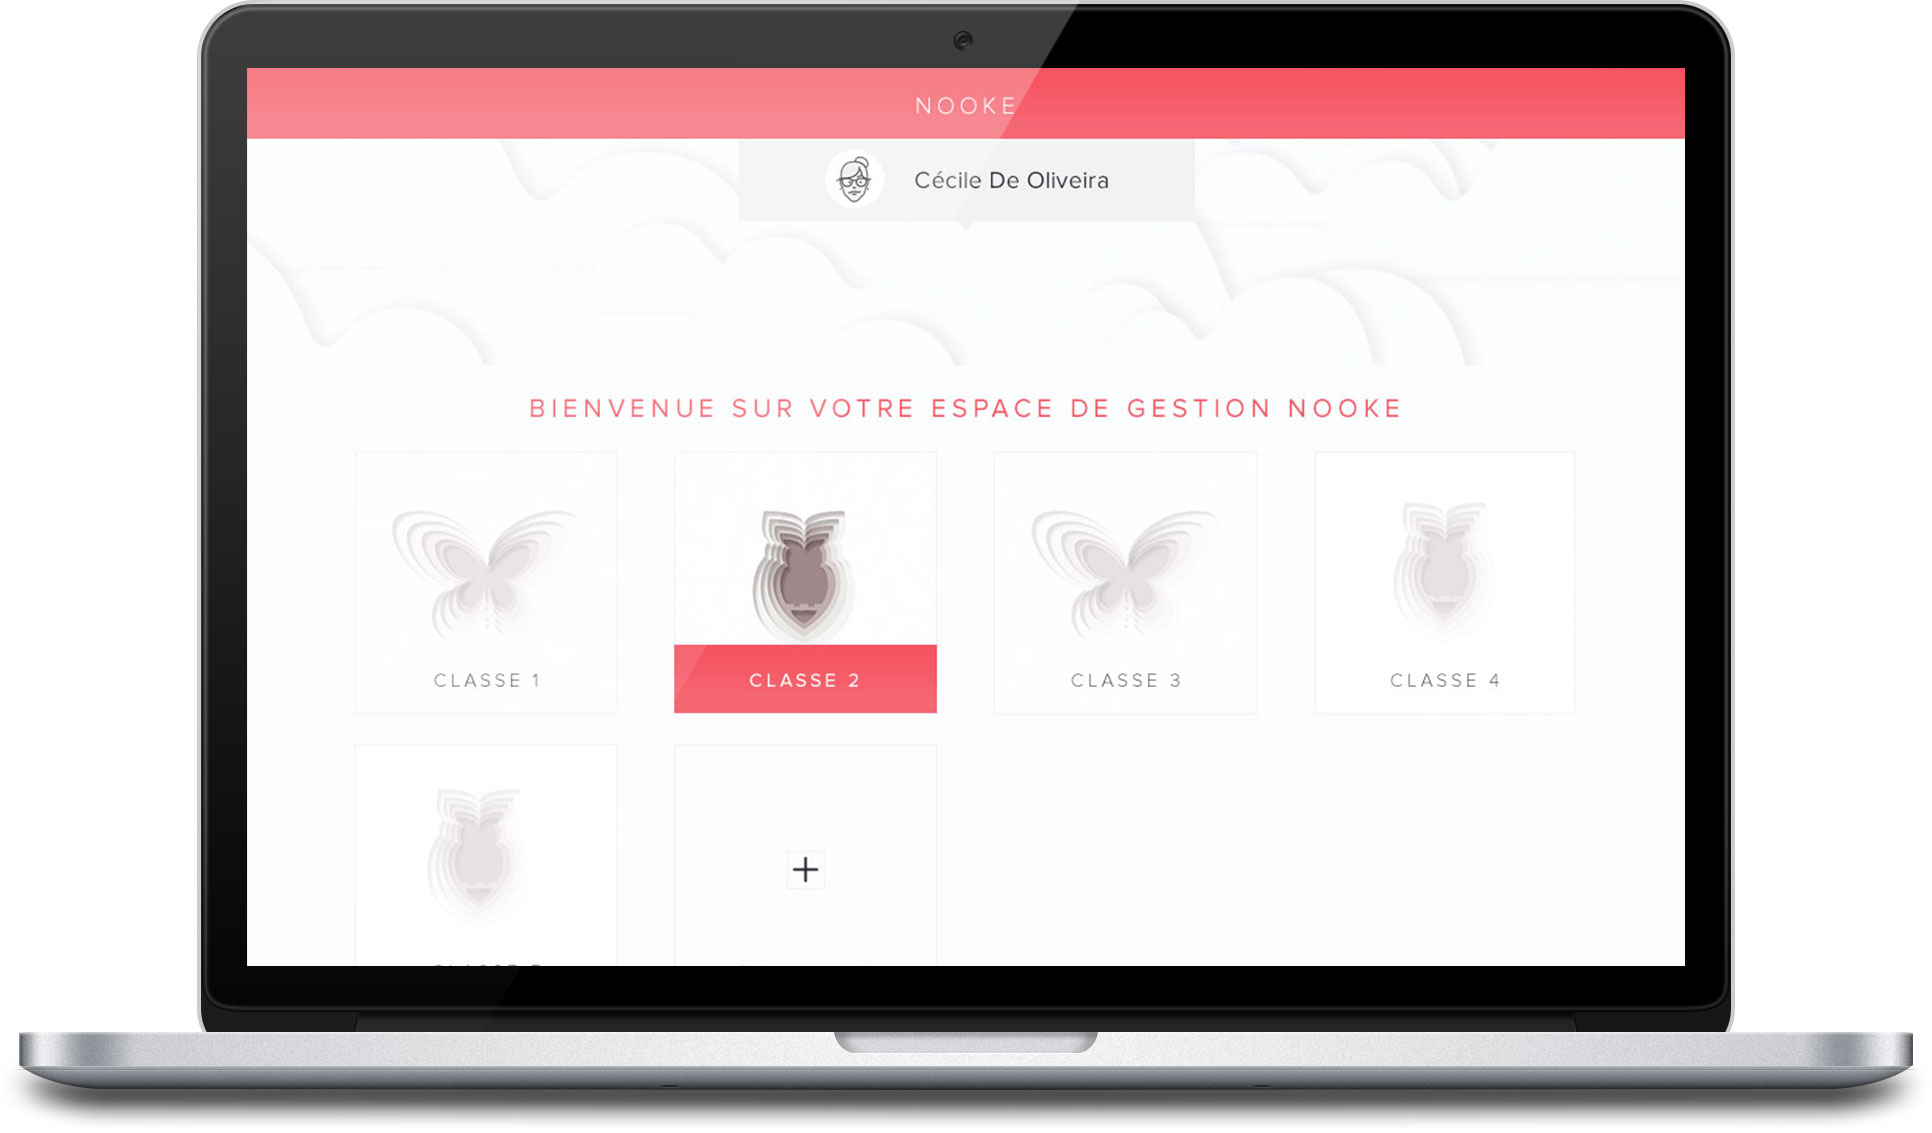 NOOKE
Cécile De Oliveira
BIENVENUE SUR VOTRE ESPACE DE GESTION NOOKE
CLASSE 1
CLASSE 2
CLASSE 3
CLASSE 4